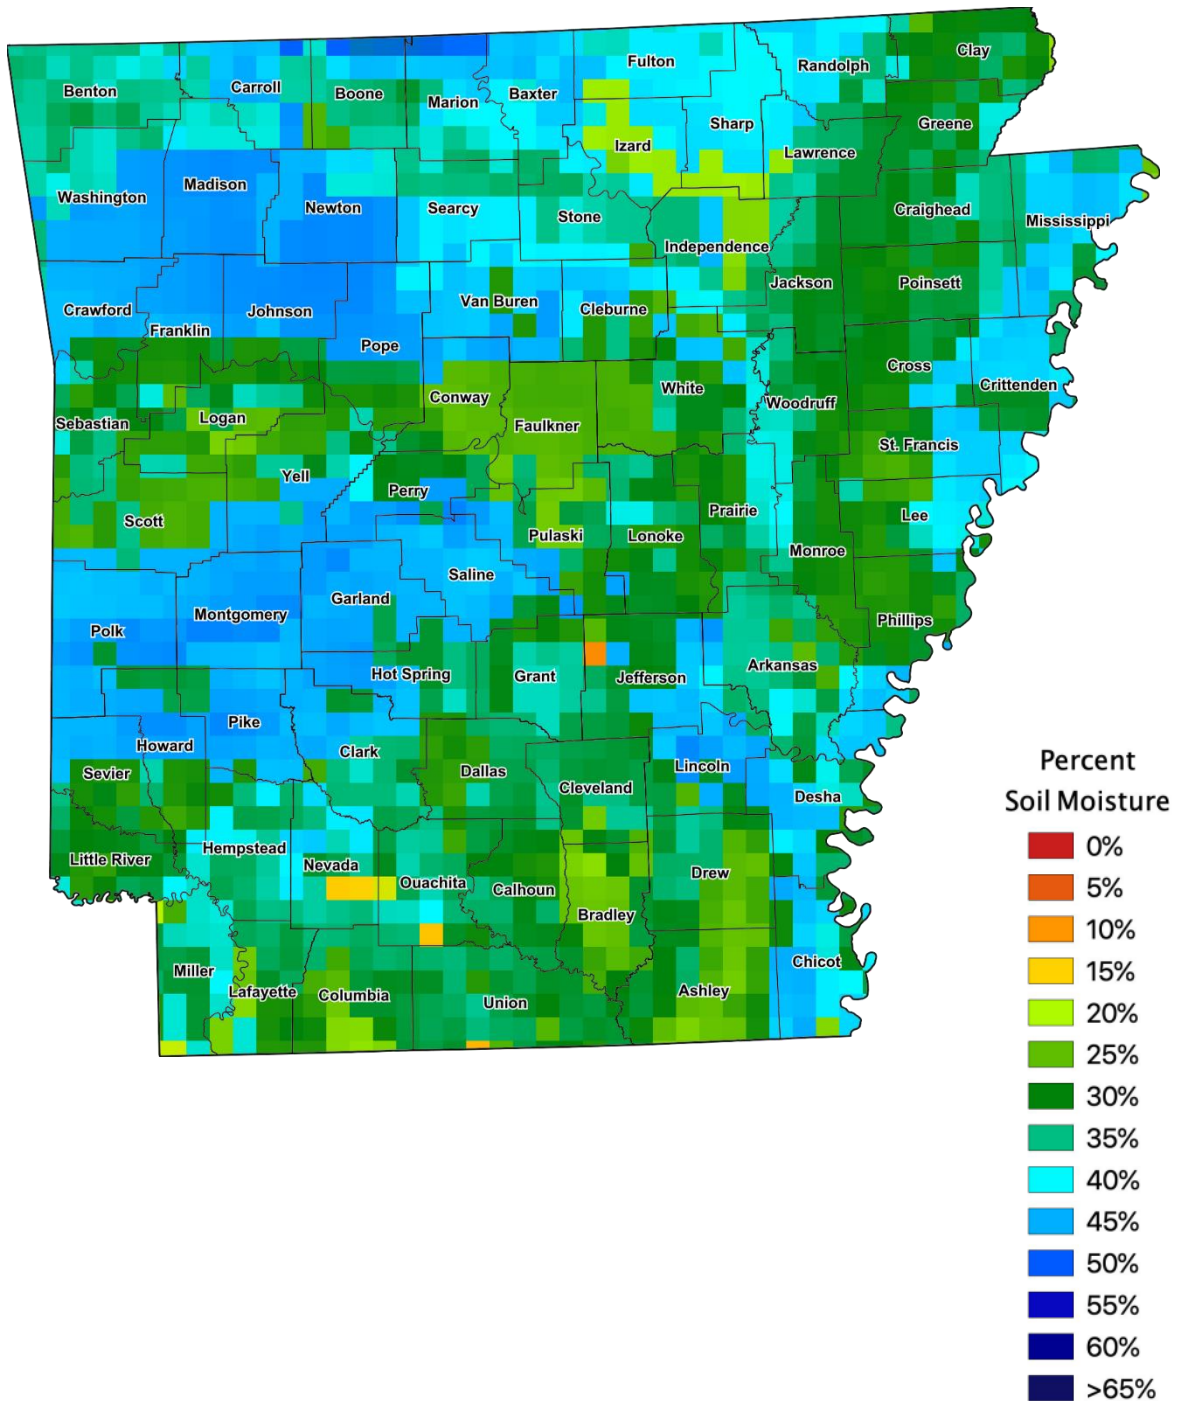 Clay
Fulton
Randolph
Benton
Carroll
Boone
Marion
Baxter
Sharp
Greene
Izard
Lawrence
Washington
Madison
Newton
Searcy
Stone
Craighead
Mississippi
Independence
Crawford
Franklin
Johnson
Van Buren
Cleburne
Jackson
Poinsett
Pope
Cross
Crittenden
Conway
White
Woodruff
Sebastian
Logan
Faulkner
St. Francis
Yell
Perry
Scott
Pulaski
Lonoke
Prairie
Lee
Monroe
Saline
Garland
Montgomery
Polk
Phillips
Hot Spring
Grant
Jefferson
Arkansas
Pike
Howard
Clark
Sevier
Dallas
Cleveland
Lincoln
Desha
Little River
Hempstead
Nevada
Ouachita
Calhoun
Drew
Bradley
Miller
Lafayette
Columbia
Union
Ashley
Chicot
Percent
Soil Moisture
0%
5%
10%
15%
20%
25%
30%
35%
40%
45%
50%
55%
60%
>65%